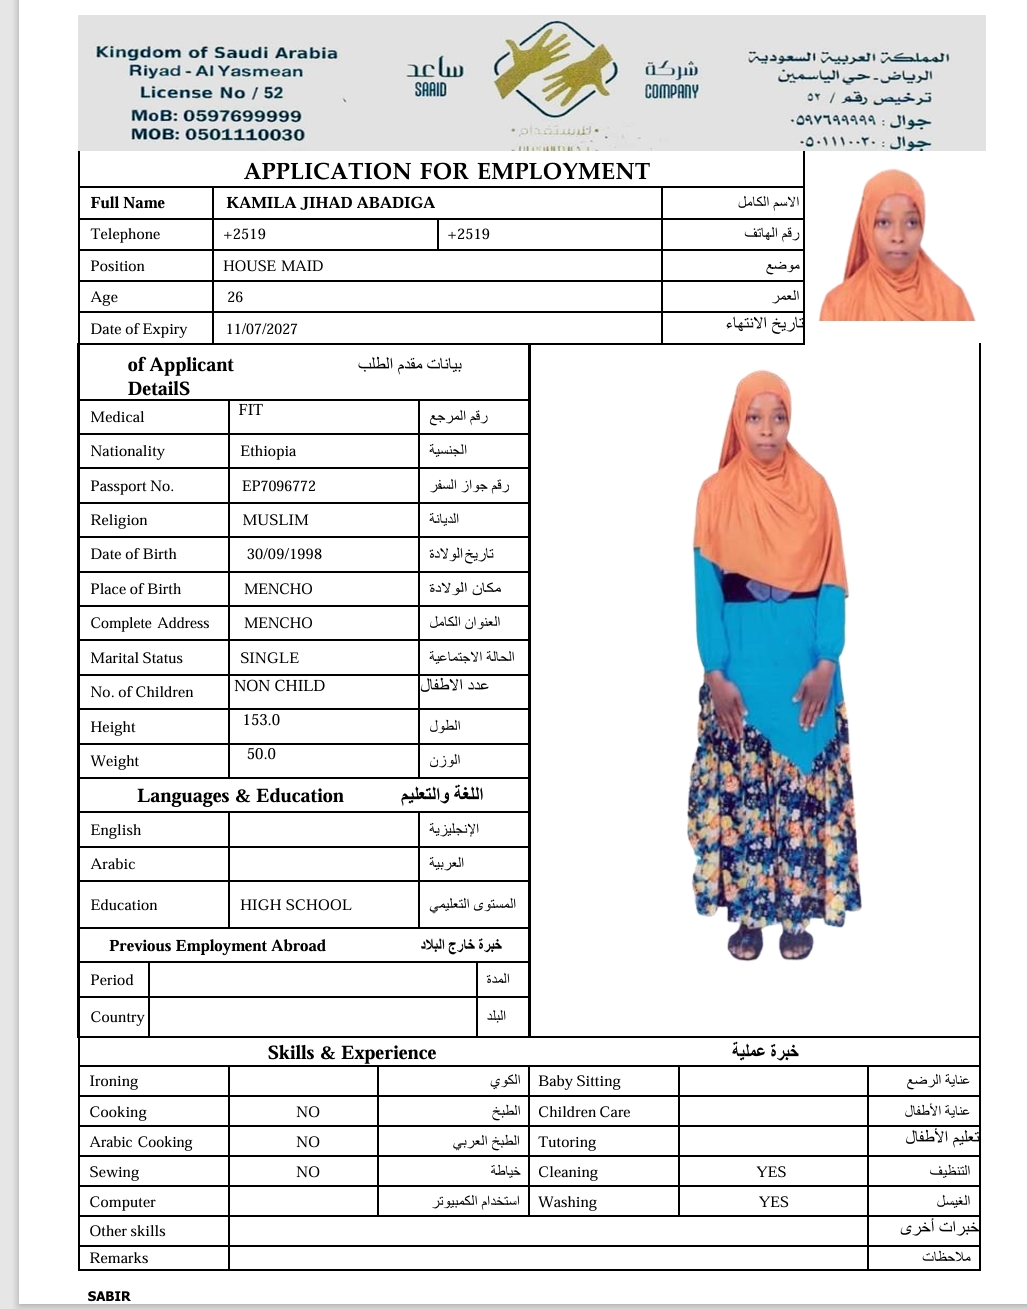 Kingdom of Saudi Arabia
Riyad - Al Yasmean
License No / 52
MoB: 0597699999
MOB: 0501110030
ساعد
SAAID
شركة
COMPANY
للاستقدام
المملكة العربية السعودية
الرياض - حي الياسمين
ترخيص رقم / ٥٢
جوال : ٠٥٩٧٦٩٩٩٩٩
جوال : ٠٥٠١١١٠٠٣٠
APPLICATION FOR EMPLOYMENT
Full Name KAMILA JIHAD ABADIGA الاسم الكامل
Telephone +2519 +2519 رقم الهاتف
Position HOUSE MAID موضع
Age 26 العمر
Date of Expiry 11/07/2027 تاريخ الانتهاء
of Applicant بيانات مقدم الطلب
DetailS
Medical FIT رقم المرجع
Nationality Ethiopia الجنسية
Passport No. EP7096772 رقم جواز السفر
Religion MUSLIM الديانة
Date of Birth 30/09/1998 تاريخ الولادة
Place of Birth MENCHO مكان الولادة
Complete Address MENCHO العنوان الكامل
Marital Status SINGLE الحالة الاجتماعية
No. of Children NON CHILD عدد الاطفال
Height 153.0 الطول
Weight 50.0 الوزن
Languages & Education اللغة والتعليم
English الإنجليزية
Arabic العربية
Education HIGH SCHOOL المستوى التعليمي
Previous Employment Abroad خبرة خارج البلاد
Period المدة
Country البلد
Skills & Experience خبرة عملية
Ironing الكوي Baby Sitting عناية الرضع
Cooking NO الطبخ Children Care عناية الأطفال
Arabic Cooking NO الطبخ العربي Tutoring تعليم الأطفال
Sewing NO خياطة Cleaning YES التنظيف
Computer استخدام الكمبيوتر Washing YES الغيسل
Other skills خبرات أخرى
Remarks ملاحظات
SABIR